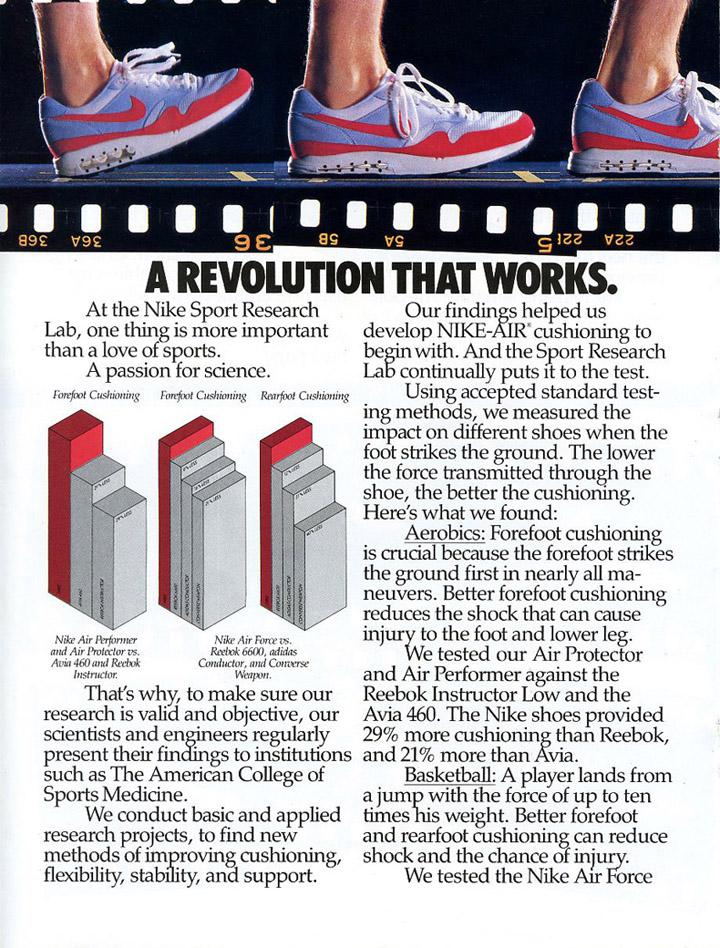 36B 36A 36 5B 5A 5 22A
A REVOLUTION THAT WORKS.
At the Nike Sport Research
Lab, one thing is more important
than a love of sports.
A passion for science.
Forefoot Cushioning
Forefoot Cushioning
Rearfoot Cushioning
Nike Air Performer
and Air Protector vs.
Avia 460 and Reebok
Instructor.
Nike Air Force vs.
Reebok 6600, adidas
Conductor, and Converse
Weapon.
That's why, to make sure our
research is valid and objective, our
scientists and engineers regularly
present their findings to institutions
such as The American College of
Sports Medicine.
We conduct basic and applied
research projects, to find new
methods of improving cushioning,
flexibility, stability, and support.
Our findings helped us
develop NIKE-AIR® cushioning to
begin with. And the Sport Research
Lab continually puts it to the test.
Using accepted standard test-
ing methods, we measured the
impact on different shoes when the
foot strikes the ground. The lower
the force transmitted through the
shoe, the better the cushioning.
Here's what we found:
Aerobics: Forefoot cushioning
is crucial because the forefoot strikes
the ground first in nearly all ma-
neuvers. Better forefoot cushioning
reduces the shock that can cause
injury to the foot and lower leg.
We tested our Air Protector
and Air Performer against the
Reebok Instructor Low and the
Avia 460. The Nike shoes provided
29% more cushioning than Reebok,
and 21% more than Avia.
Basketball: A player lands from
a jump with the force of up to ten
times his weight. Better forefoot
and rearfoot cushioning can reduce
shock and the chance of injury.
We tested the Nike Air Force